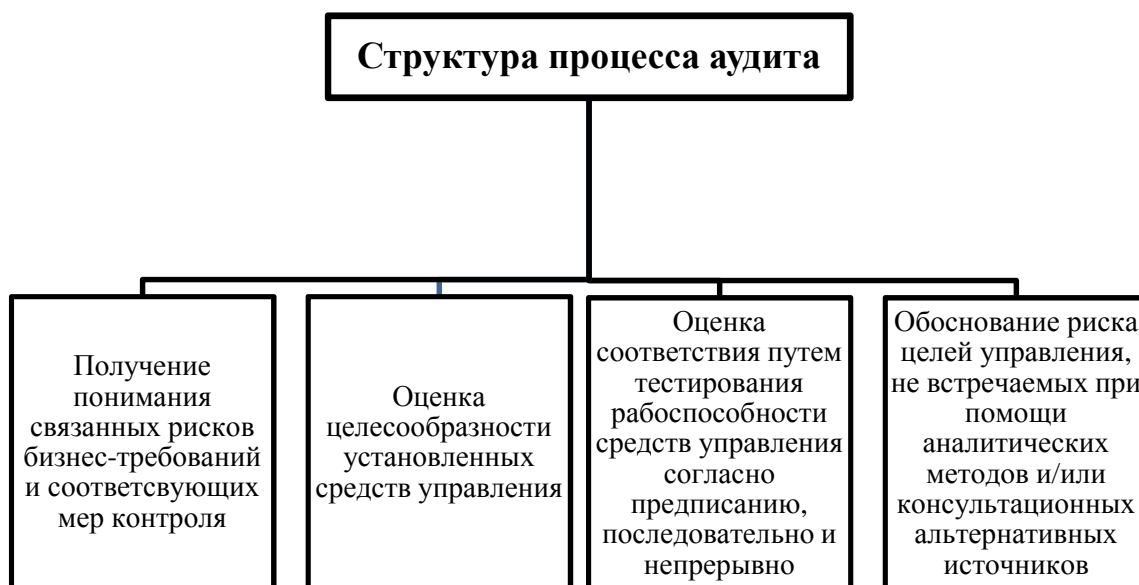 Структура процесса аудита
Получение
понимания
связанных рисков
бизнес-требований
и соответсвующих
мер контроля
Оценка
целесообразности
установленных
средств управления
Оценка
соответствия путем
тестирования
рабоспособности
средств управления
согласно
предписанию,
последовательно и
непрерывно
Обоснование риска
целей управления,
не встречаемых при
помощи
аналитических
методов и/или
консультационных
альтернативных
источников